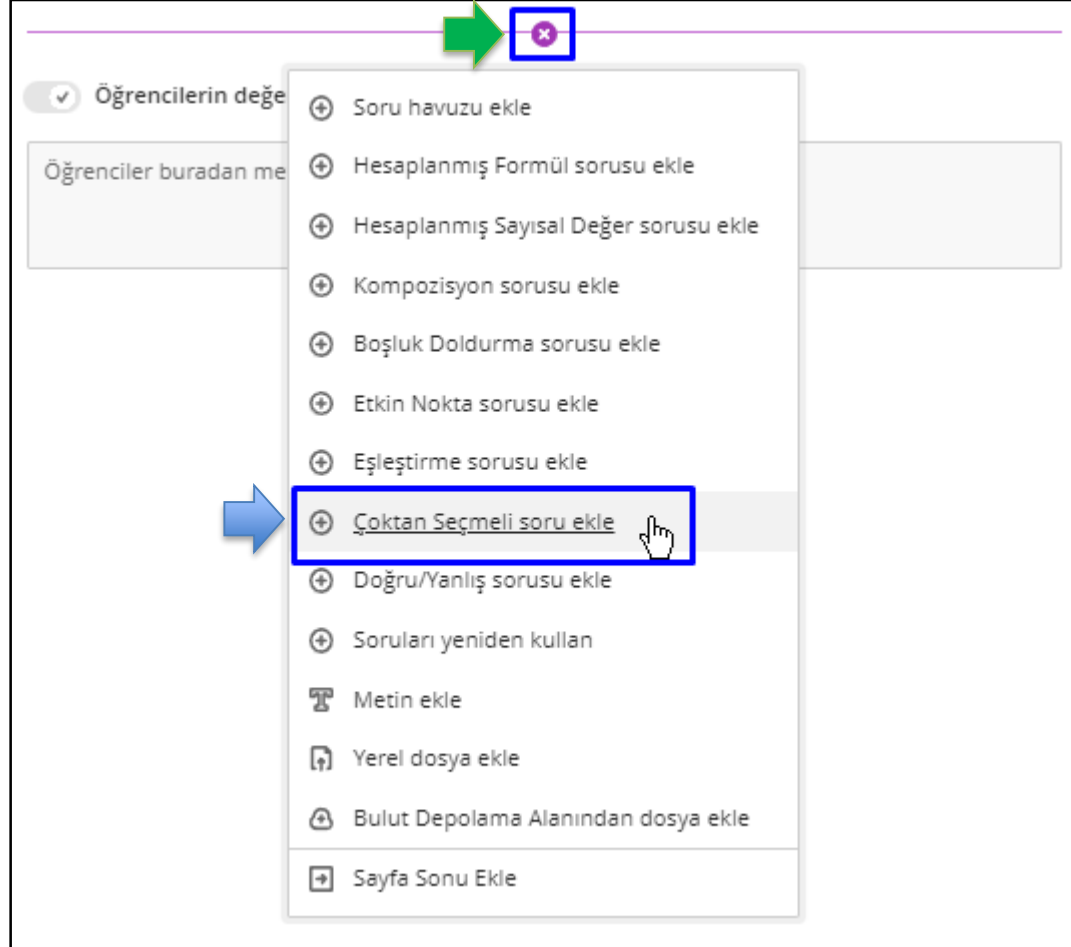 Öğrencilerin değe
Soru havuzu ekle
Öğrenciler buradan me
Hesaplanmış Formül sorusu ekle
Hesaplanmış Sayısal Değer sorusu ekle
Kompozisyon sorusu ekle
Boşluk Doldurma sorusu ekle
Etkin Nokta sorusu ekle
Eşleştirme sorusu ekle
Çoktan Seçmeli soru ekle
Doğru/Yanlış sorusu ekle
Soruları yeniden kullan
Metin ekle
Yerel dosya ekle
Bulut Depolama Alanından dosya ekle
Sayfa Sonu Ekle